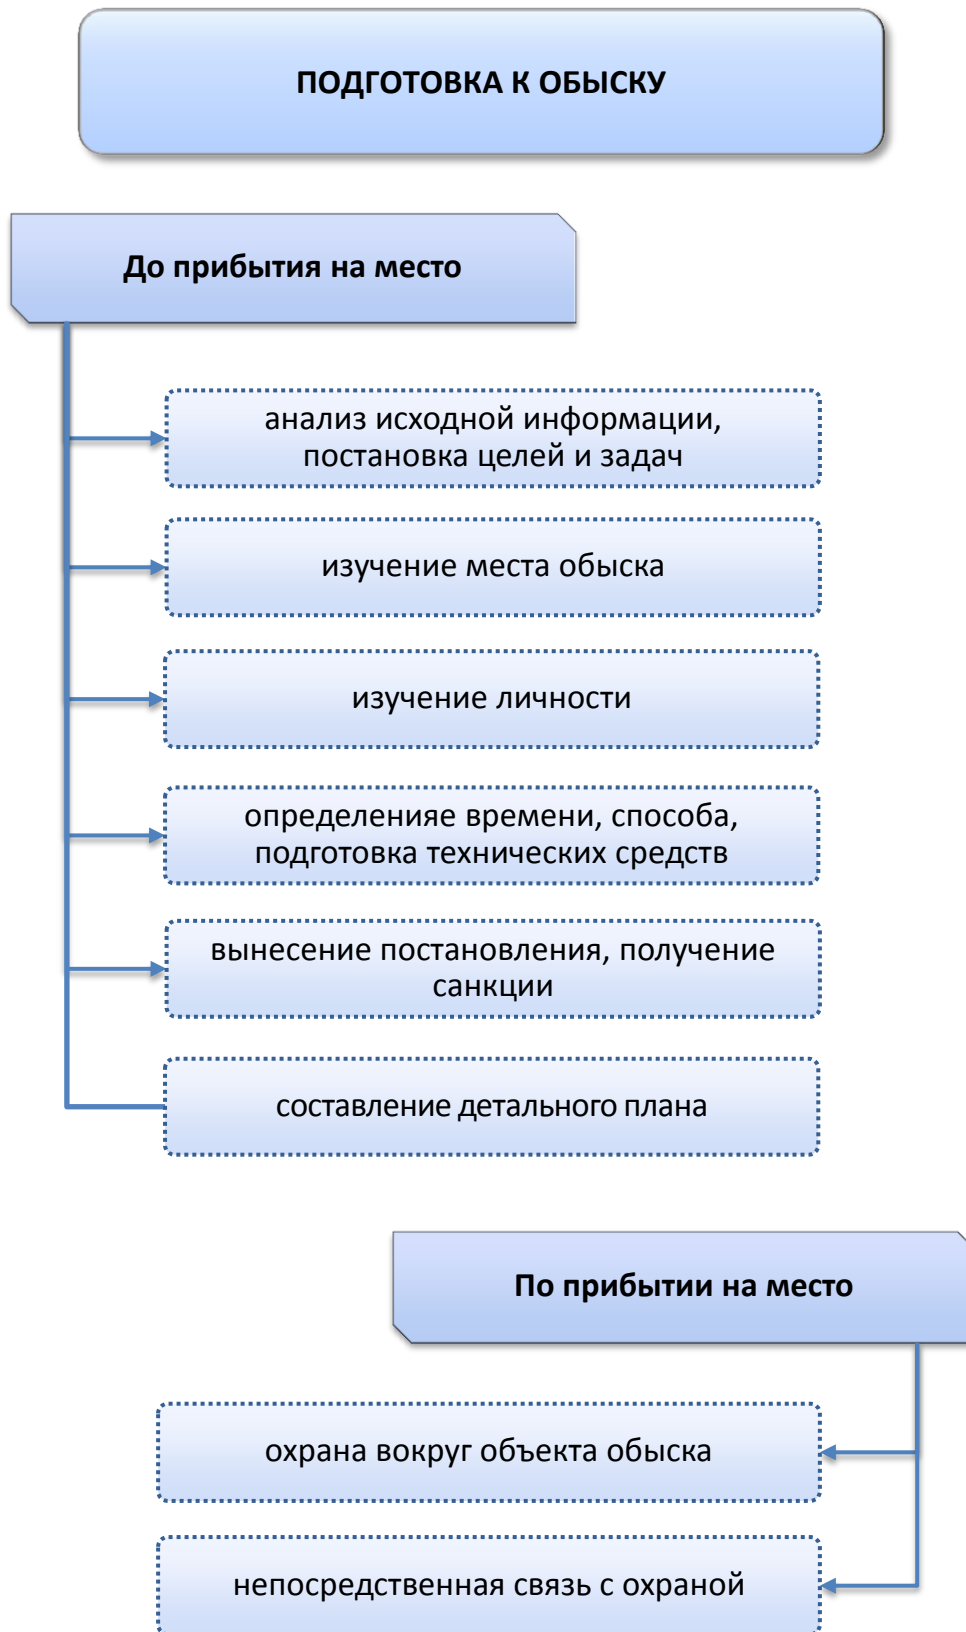 ПОДГОТОВКА К ОБЫСКУ
До прибытия на место
анализ исходной информации,
постановка целей и задач
изучение места обыска
изучение личности
определенияе времени, способа,
подготовка технических средств
вынесение постановления, получение
санкции
составление детального плана
По прибытии на место
охрана вокруг объекта обыска
непосредственная связь с охраной